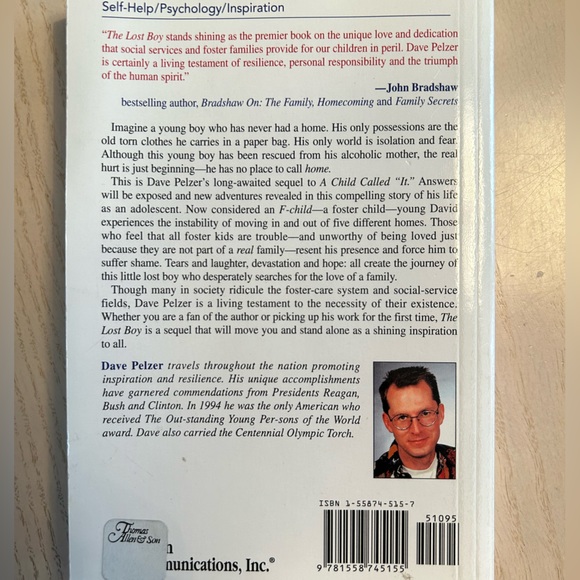 Self-Help/Psychology/Inspiration
“The Lost Boy stands shining as the premier book on the unique love and dedication
that social services and foster families provide for our children in peril. Dave Pelzer
is certainly a living testament of resilience, personal responsibility and the triumph
of the human spirit.”
—John Bradshaw
bestselling author, Bradshaw On: The Family, Homecoming and Family Secrets
Imagine a young boy who has never had a home. His only possessions are the
old torn clothes he carries in a paper bag. His only world is isolation and fear.
Although this young boy has been rescued from his alcoholic mother, the real
hurt is just beginning—he has no place to call home.
This is Dave Pelzer's long-awaited sequel to A Child Called “It.” Answers
will be exposed and new adventures revealed in this compelling story of his life
as an adolescent. Now considered an F-child—a foster child—young David
experiences the instability of moving in and out of five different homes. Those
who feel that all foster kids are trouble—and unworthy of being loved just
because they are not part of a real family—resent his presence and force him to
suffer shame. Tears and laughter, devastation and hope: all create the journey of
this little lost boy who desperately searches for the love of a family.
Though many in society ridicule the foster-care system and social-service
fields, Dave Pelzer is a living testament to the necessity of their existence.
Whether you are a fan of the author or picking up his work for the first time, The
Lost Boy is a sequel that will move you and stand alone as a shining inspiration
to all.
Dave Pelzer travels throughout the nation promoting
inspiration and resilience. His unique accomplishments
have garnered commendations from Presidents Reagan,
Bush and Clinton. In 1994 he was the only American who
received The Out-standing Young Per-sons of the World
award. Dave also carried the Centennial Olympic Torch.
ISBN 1-55874-515-7
51095
9 781558 745155
Thomas
Allen & Son
h
unications, Inc.®